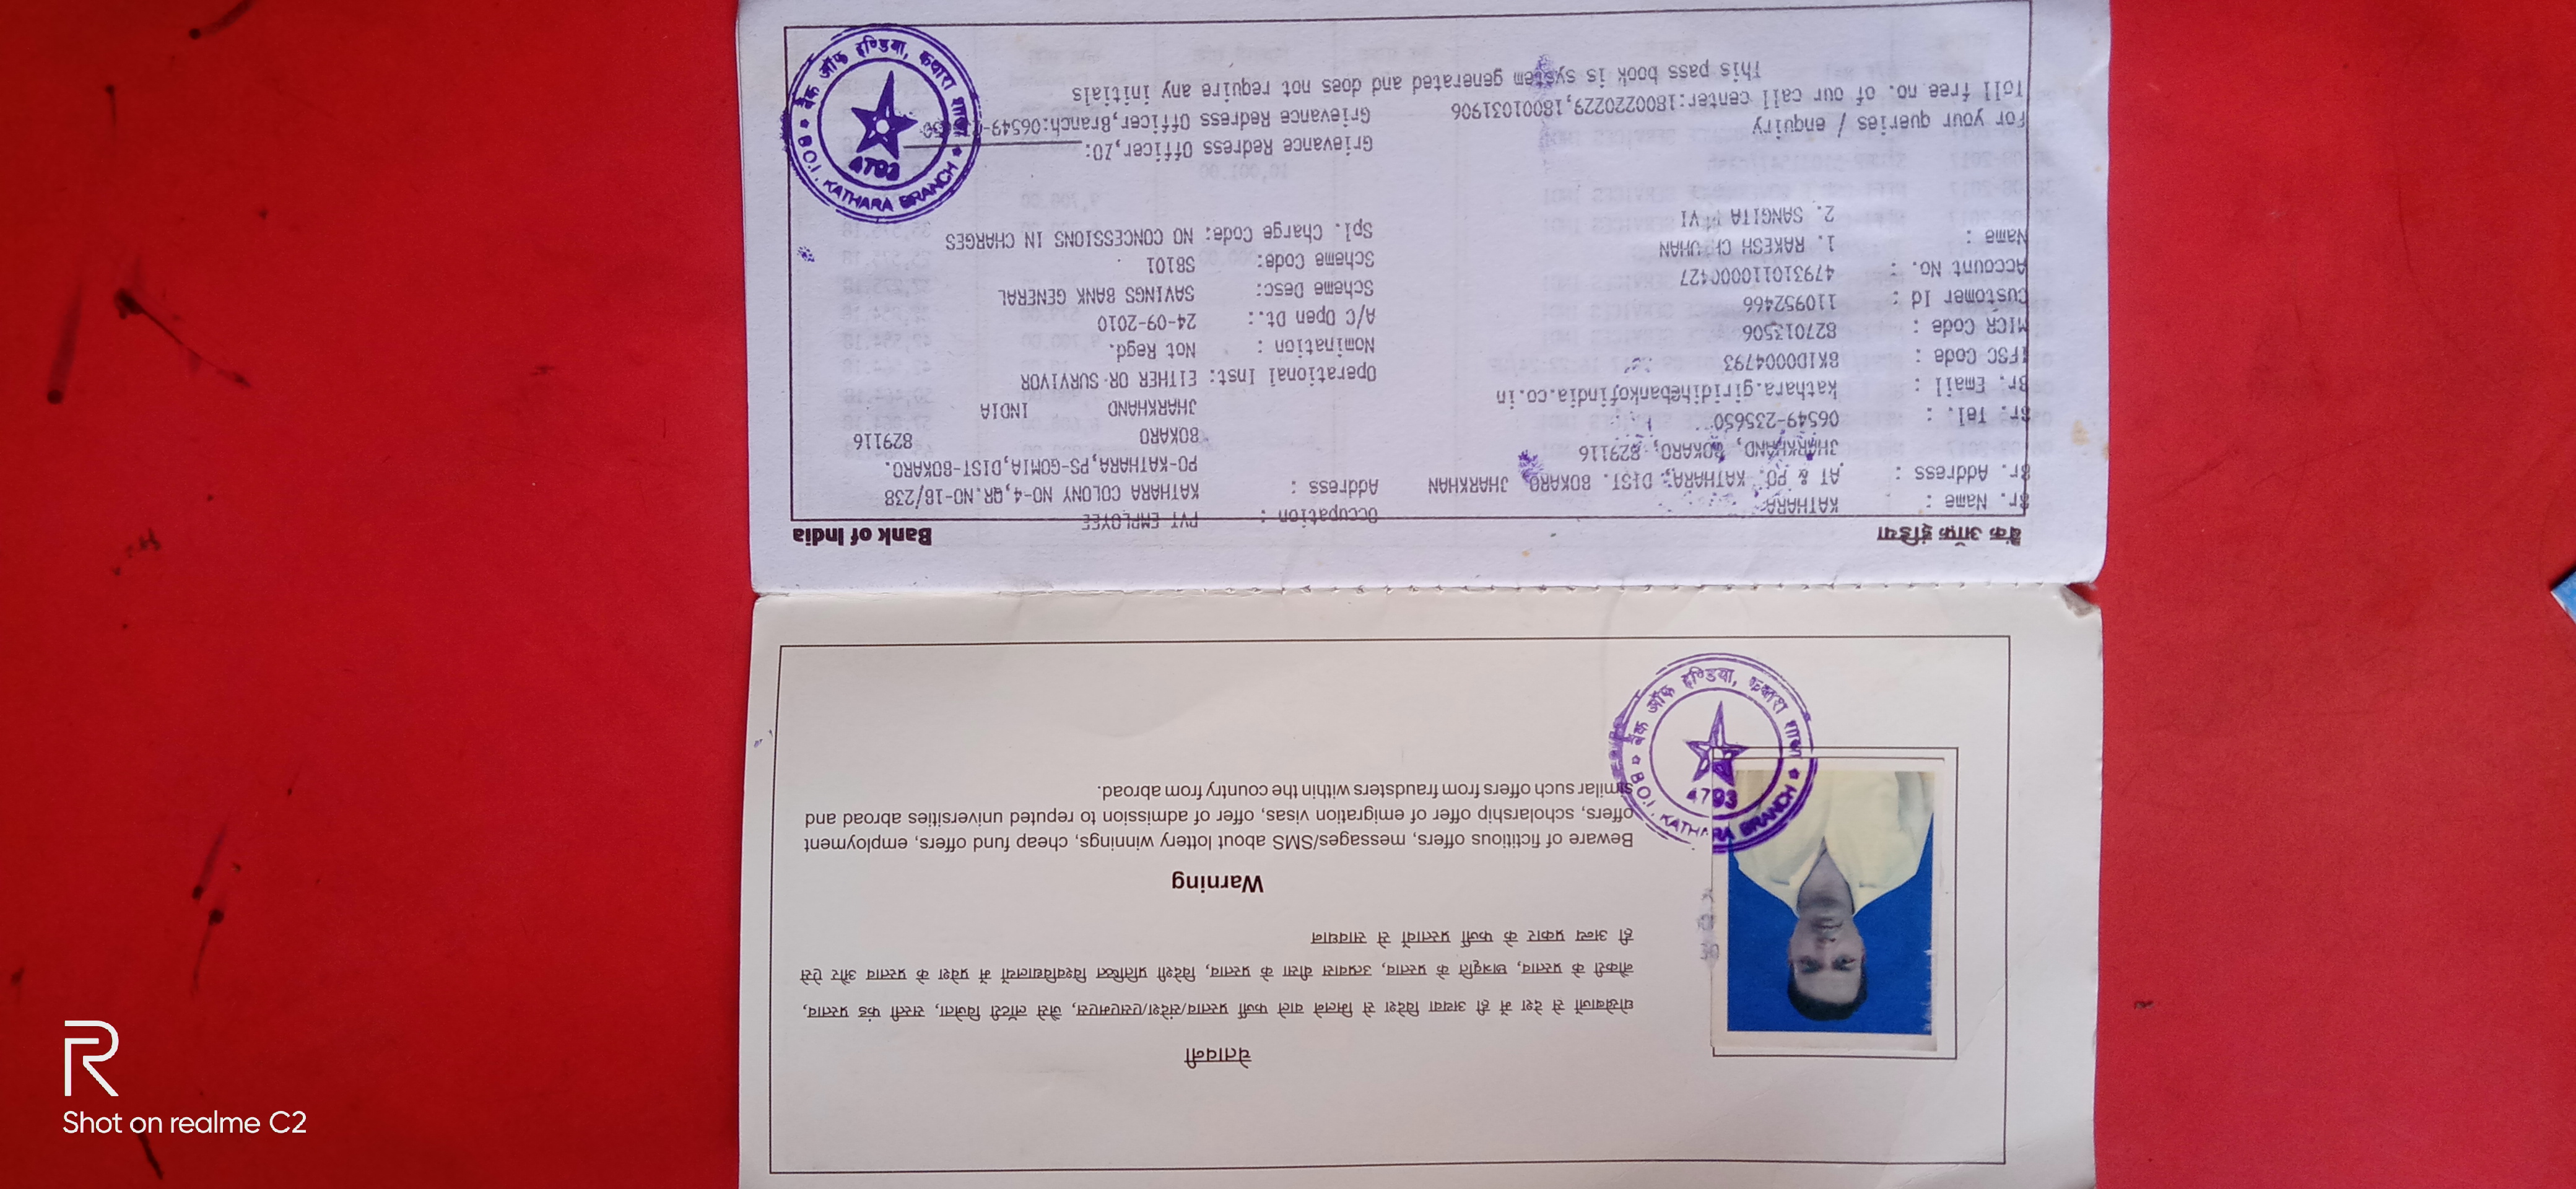 बैंक ऑफ़ इंडिया
Bank of India
Br. Name : KATHARA
Br. Address : AT & PO. KATHARA, DIST. BOKARO JHARKHAN
JHARKHAND, BOKARO, 829116
Br. Tel. : 06549-235650
Br. Email : kathara.giridih@bankofindia.co.in
IFSC Code : BKID0004793
MICR Code : 827013506
Customer Id : 110952466
Account No. : 479310110000427
Name : 1. RAKESH CHAUHAN
2. SANGITA
For your queries / enquiry
Toll free no. of our call center:1800220229,18001031906
This pass book is system generated and does not require any initials
Occupation : PVT EMPLOYEE
Address : KATHARA COLONY NO-4,QR.NO-18/238
PO-KATHARA,PS-GOMIA,DIST-BOKARO.
BOKARO 829116
JHARKHAND INDIA
Operational Inst: EITHER OR SURVIVOR
Nomination : Not Regd.
A/C Open Dt.: 24-09-2010
Scheme Desc: SAVINGS BANK GENERAL
Scheme Code: SB101
Spl. Charge Code: NO CONCESSIONS IN CHARGES
Grievance Redress Officer,ZO:
Grievance Redress Officer,Branch:06549-
बैंक ऑफ इण्डिया, कथारा शाखा
4793
B.O.I. KATHARA BRANCH
चेतावनी
धोखेबाजों से देश में ही अथवा विदेश से मिलने वाले फर्जी प्रस्ताव/संदेश/एसएमएस, जैसे लॉटरी विजेता, सस्ती फंड प्रस्ताव,
नौकरी के प्रस्ताव, छात्रवृति के प्रस्ताव, उत्प्रवास वीसा के प्रस्ताव, विदेशी प्रतिष्ठित विश्वविद्यालयों में प्रवेश के प्रस्ताव और ऐसे
ही अन्य प्रकार के फर्जी प्रस्तावों से सावधान
Warning
Beware of fictitious offers, messages/SMS about lottery winnings, cheap fund offers, employment
offers, scholarship offer of emigration visas, offer of admission to reputed universities abroad and
similar such offers from fraudsters within the country from abroad.
बैंक ऑफ इण्डिया, कथारा शाखा
4793
B.O.I. KATHARA BRANCH
R
Shot on realme C2